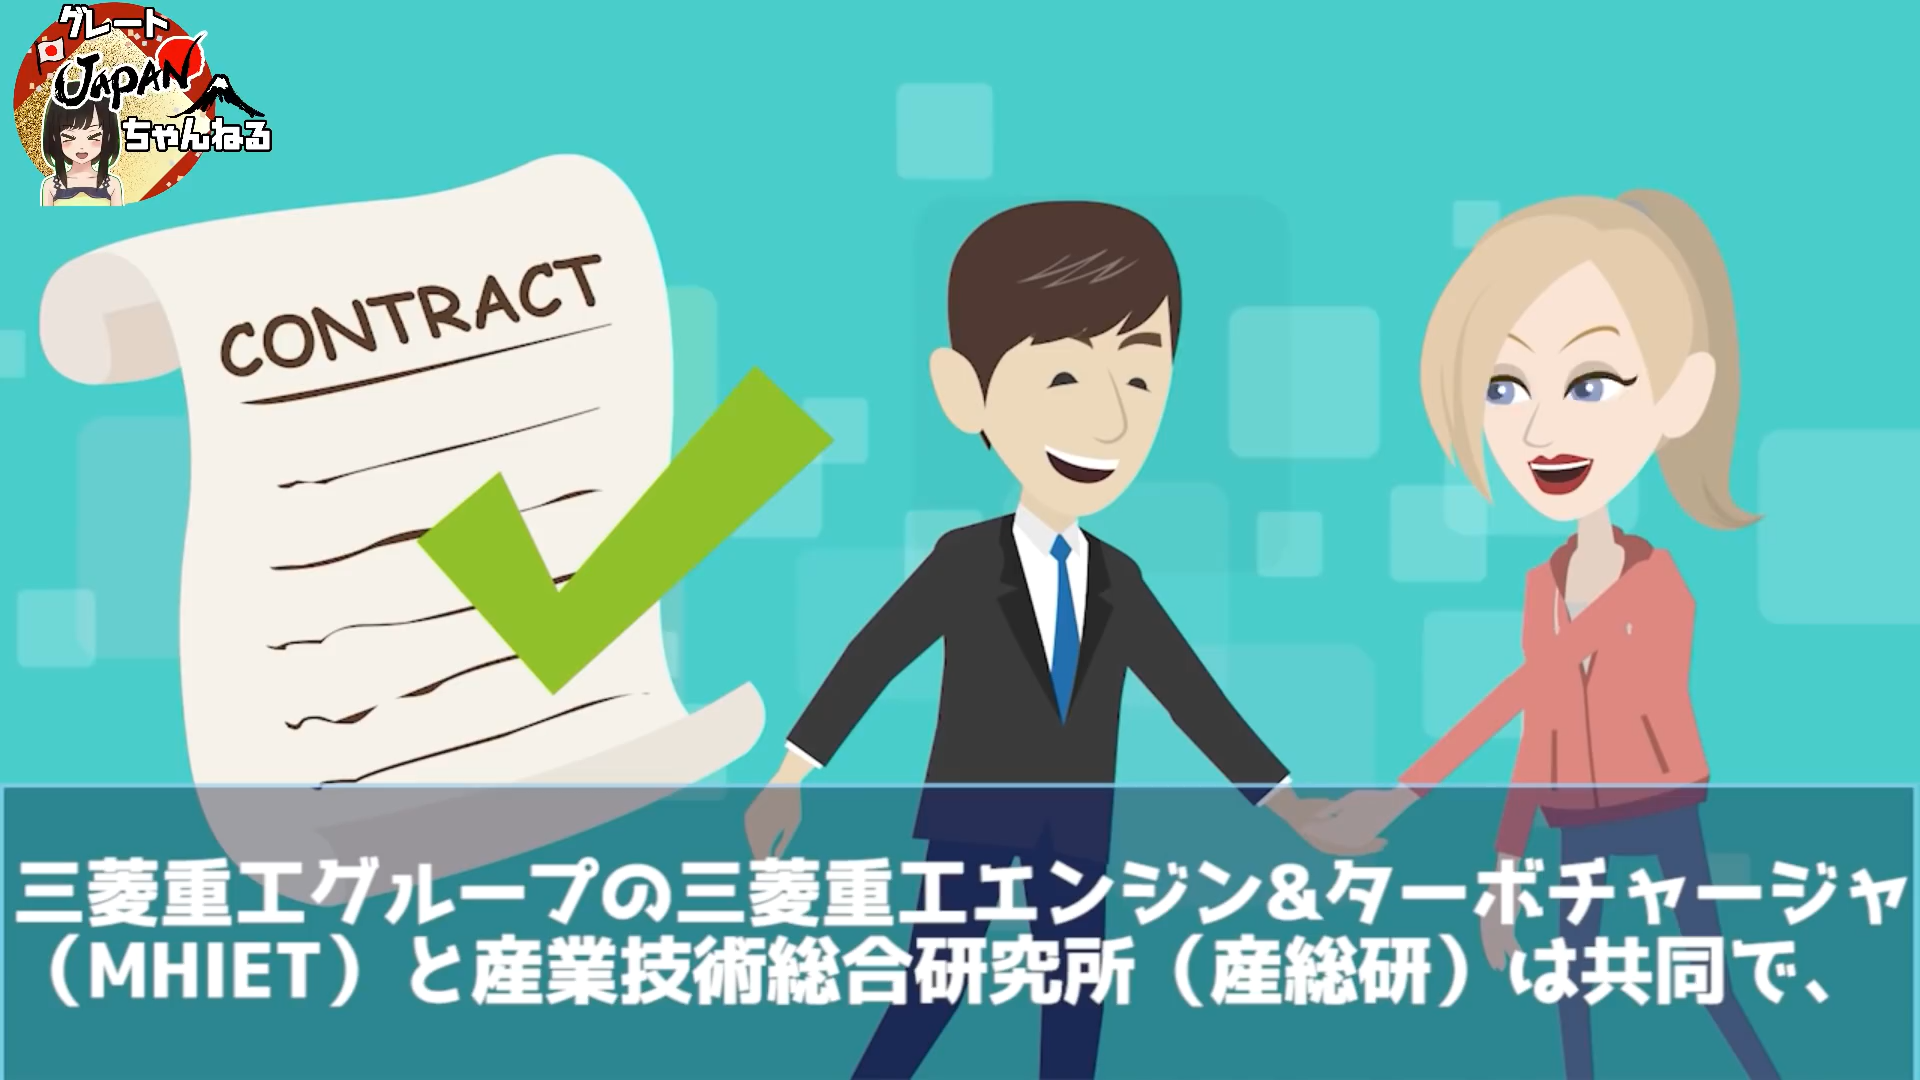 グレート
JAPAN
ちゃんねる
CONTRACT
三菱重工グループの三菱重工エンジン&ターボチャージャ
（MHIET）と産業技術総合研究所（産総研）は共同で、